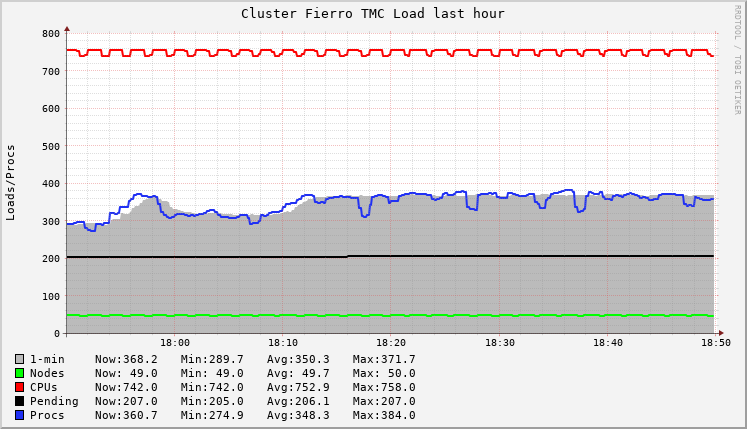 Cluster Fierro TMC Load last hour
RRDTOOL / TOBI OETIKER
Loads/Procs
800
700
600
500
400
300
200
100
0
18:00 18:10 18:20 18:30 18:40 18:50
1-min Now:368.2 Min:289.7 Avg:350.3 Max:371.7
Nodes Now: 49.0 Min: 49.0 Avg: 49.7 Max: 50.0
CPUs Now:742.0 Min:742.0 Avg:752.9 Max:758.0
Pending Now:207.0 Min:205.0 Avg:206.1 Max:207.0
Procs Now:360.7 Min:274.9 Avg:348.3 Max:384.0